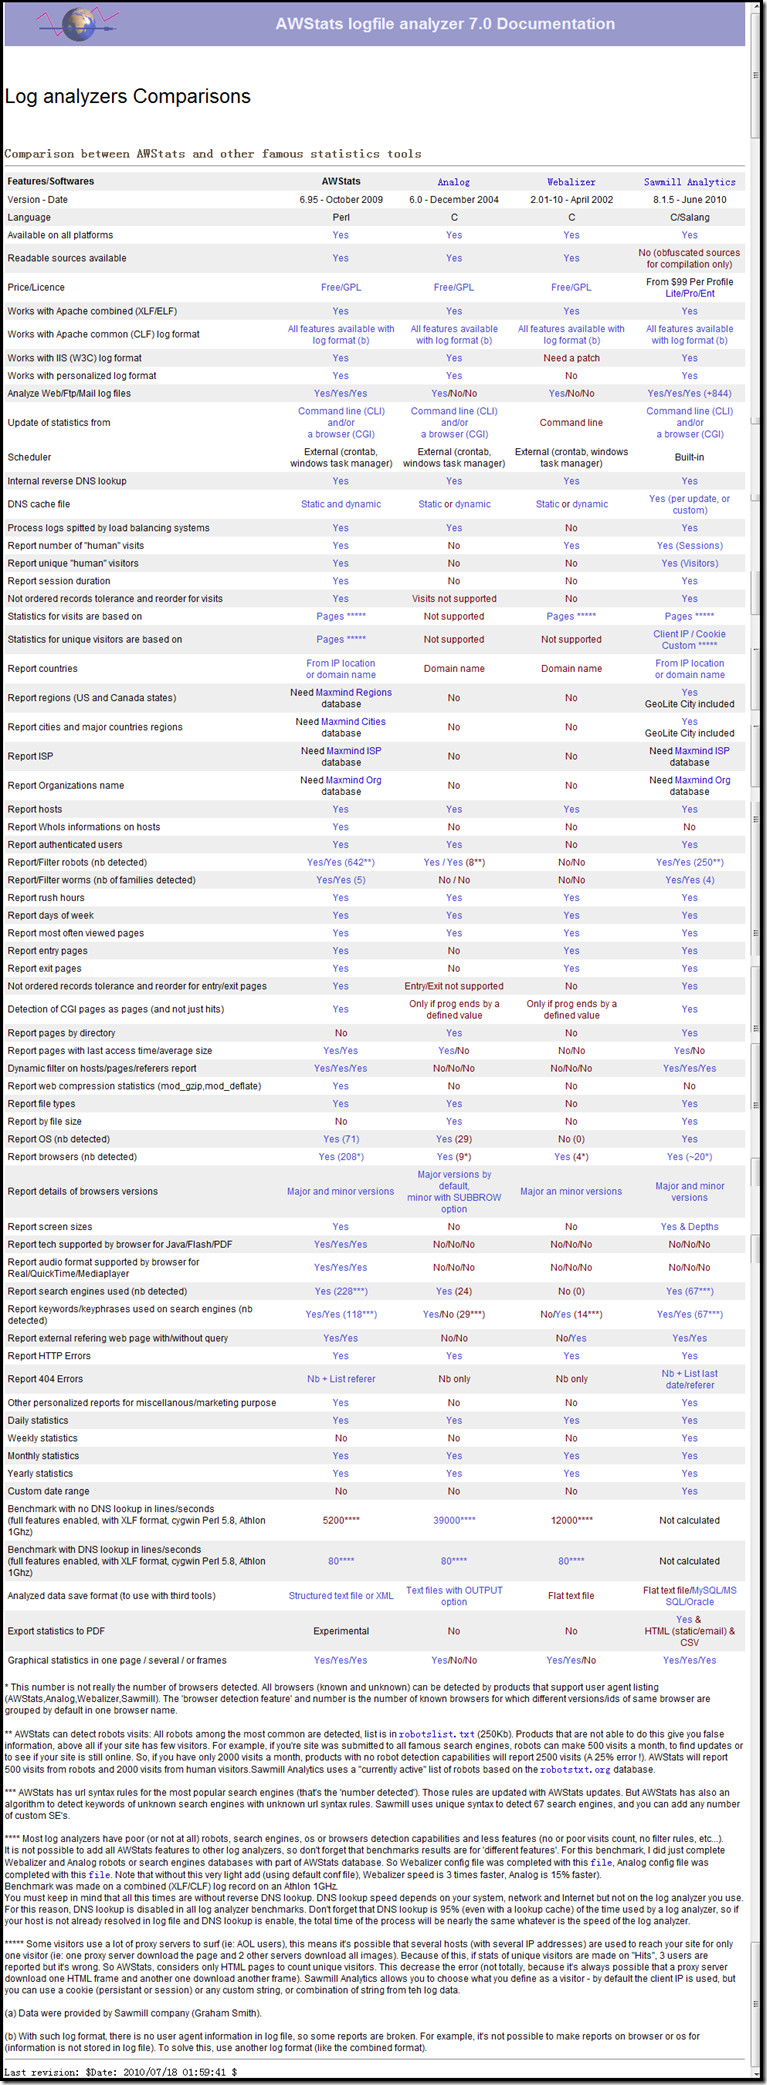 AWStats logfile analyzer 7.0 Documentation
Log analyzers Comparisons
Comparison between AWStats and other famous statistics tools
Features/Softwares AWStats Analog Webalizer Sawmill Analytics
Version - Date 6.95 - October 2009 6.0 - December 2004 2.01-10 - April 2002 8.1.5 - June 2010
Language Perl C C C/Salang
Available on all platforms Yes Yes Yes Yes
Readable sources available Yes Yes Yes No (obfuscated sources
for compilation only)
Price/Licence Free/GPL Free/GPL Free/GPL From $99 Per Profile
Lite/Pro/Ent
Works with Apache combined (XLF/ELF) Yes Yes Yes Yes
Works with Apache common (CLF) log format All features available with All features available All features available with All features available
log format (b) with log format (b) log format (b) with log format (b)
Works with IIS (W3C) log format Yes Yes Need a patch Yes
Works with personalized log format Yes Yes No Yes
Analyze Web/Ftp/Mail log files Yes/Yes/Yes Yes/No/No Yes/No/No Yes/Yes/Yes (+844)
Update of statistics from Command line (CLI) Command line (CLI) Command line Command line (CLI)
and/or and/or and/or
a browser (CGI) a browser (CGI) a browser (CGI)
Scheduler External (crontab, External (crontab, External (crontab, windows Built-in
windows task manager) windows task manager) task manager)
Internal reverse DNS lookup Yes Yes Yes Yes
DNS cache file Static and dynamic Static or dynamic Static or dynamic Yes (per update, or
custom)
Process logs spitted by load balancing systems Yes Yes No Yes
Report number of "human" visits Yes No Yes Yes (Sessions)
Report unique "human" visitors Yes No No Yes (Visitors)
Report session duration Yes No No Yes
Not ordered records tolerance and reorder for visits Yes Visits not supported No Yes
Statistics for visits are based on Pages ***** Not supported Pages ***** Pages *****
Statistics for unique visitors are based on Pages ***** Not supported Not supported Client IP / Cookie
Custom *****
Report countries From IP location Domain name Domain name From IP location
or domain name or domain name
Report regions (US and Canada states) Need Maxmind Regions No No Yes
database GeoLite City included
Report cities and major countries regions Need Maxmind Cities No No Yes
database GeoLite City included
Report ISP Need Maxmind ISP No No Need Maxmind ISP
database database
Report Organizations name Need Maxmind Org No No Need Maxmind Org
database database
Report hosts Yes Yes Yes Yes
Report WhoIs informations on hosts Yes No No No
Report authenticated users Yes No Yes Yes
Report/Filter robots (nb detected) Yes/Yes (642**) Yes / Yes (8**) No/No Yes/Yes (250**)
Report/Filter worms (nb of families detected) Yes/Yes (5) No / No No/No Yes/Yes (4)
Report rush hours Yes Yes Yes Yes
Report days of week Yes Yes Yes Yes
Report most often viewed pages Yes Yes Yes Yes
Report entry pages Yes No Yes Yes
Report exit pages Yes No Yes Yes
Not ordered records tolerance and reorder for entry/exit pages Yes Entry/Exit not supported No Yes
Detection of CGI pages as pages (and not just hits) Yes Only if prog ends by a Only if prog ends by a Yes
defined value defined value
Report pages by directory No Yes No Yes
Report pages with last access time/average size Yes/Yes Yes/No No/No Yes/No
Dynamic filter on hosts/pages/referers report Yes/Yes/Yes No/No/No No/No/No Yes/Yes/Yes
Report web compression statistics (mod_gzip,mod_deflate) Yes No No No
Report file types Yes Yes No Yes
Report by file size No Yes No Yes
Report OS (nb detected) Yes (71) Yes (29) No (0) Yes
Report browsers (nb detected) Yes (208*) Yes (9*) Yes (4*) Yes (~20*)
Report details of browsers versions Major and minor versions Major versions by Major an minor versions Major and minor
default, versions
minor with SUBBROW
option
Report screen sizes Yes No No Yes & Depths
Report tech supported by browser for Java/Flash/PDF Yes/Yes/Yes No/No/No No/No/No No/No/No
Report audio format supported by browser for Yes/Yes/Yes No/No/No No/No/No No/No/No
Real/QuickTime/Mediaplayer
Report search engines used (nb detected) Yes (228***) Yes (24) No (0) Yes (67***)
Report keywords/keyphrases used on search engines (nb Yes/Yes (118***) Yes/No (29***) No/Yes (14***) Yes/Yes (67***)
detected)
Report external refering web page with/without query Yes/Yes No/No No/Yes Yes/Yes
Report HTTP Errors Yes Yes Yes Yes
Report 404 Errors Nb + List referer Nb only Nb only Nb + List last
date/referer
Other personalized reports for miscellanous/marketing purpose Yes No No Yes
Daily statistics Yes Yes Yes Yes
Weekly statistics No No No Yes
Monthly statistics Yes Yes Yes Yes
Yearly statistics Yes Yes Yes Yes
Custom date range No No No Yes
Benchmark with no DNS lookup in lines/seconds
(full features enabled, with XLF format, cygwin Perl 5.8, Athlon 5200**** 39000**** 12000**** Not calculated
1Ghz)
Benchmark with DNS lookup in lines/seconds
(full features enabled, with XLF format, cygwin Perl 5.8, Athlon 80**** 80**** 80**** Not calculated
1Ghz)
Analyzed data save format (to use with third tools) Structured text file or XML Text files with OUTPUT Flat text file Flat text file/MySQL/MS
option SQL/Oracle
Export statistics to PDF Experimental No No Yes &
HTML (static/email) &
CSV
Graphical statistics in one page / several / or frames Yes/Yes/Yes Yes/No/No Yes/Yes/No Yes/Yes/Yes
* This number is not really the number of browsers detected. All browsers (known and unknown) can be detected by products that support user agent listing
(AWStats,Analog,Webalizer,Sawmill). The 'browser detection feature' and number is the number of known browsers for which different versions/ids of same browser are
grouped by default in one browser name.
** AWStats can detect robots visits: All robots among the most common are detected, list is in robotslist.txt (250Kb). Products that are not able to do this give you false
information, above all if your site has few visitors. For example, if you're site was submitted to all famous search engines, robots can make 500 visits a month, to find updates or
to see if your site is still online. So, if you have only 2000 visits a month, products with no robot detection capabilities will report 2500 visits (A 25% error !). AWStats will report
500 visits from robots and 2000 visits from human visitors.Sawmill Analytics uses a "currently active" list of robots based on the robotstxt.org database.
*** AWStats has url syntax rules for the most popular search engines (that's the 'number detected'). Those rules are updated with AWStats updates. But AWStats has also an
algorithm to detect keywords of unknown search engines with unknown url syntax rules. Sawmill uses unique syntax to detect 67 search engines, and you can add any number
of custom SE's.
**** Most log analyzers have poor (or not at all) robots, search engines, os or browsers detection capabilities and less features (no or poor visits count, no filter rules, etc...).
It is not possible to add all AWStats features to other log analyzers, so don't forget that benchmarks results are for 'different features'. For this benchmark, I did just complete
Webalizer and Analog robots or search engines databases with part of AWStats database. So Webalizer config file was completed with this file, Analog config file was
completed with this file. Note that without this very light add (using default conf file), Webalizer speed is 3 times faster, Analog is 15% faster).
Benchmark was made on a combined (XLF/CLF) log record on an Athlon 1GHz.
You must keep in mind that all this times are without reverse DNS lookup. DNS lookup speed depends on your system, network and Internet but not on the log analyzer you use.
For this reason, DNS lookup is disabled in all log analyzer benchmarks. Don't forget that DNS lookup is 95% (even with a lookup cache) of the time used by a log analyzer, so if
your host is not already resolved in log file and DNS lookup is enable, the total time of the process will be nearly the same whatever is the speed of the log analyzer.
***** Some visitors use a lot of proxy servers to surf (ie: AOL users), this means it's possible that several hosts (with several IP addresses) are used to reach your site for only
one visitor (ie: one proxy server download the page and 2 other servers download all images). Because of this, if stats of unique visitors are made on "Hits", 3 users are
reported but it's wrong. So AWStats, considers only HTML pages to count unique visitors. This decrease the error (not totally, because it's always possible that a proxy server
download one HTML frame and another one download another frame). Sawmill Analytics allows you to choose what you define as a visitor - by default the client IP is used, but
you can use a cookie (persistant or session) or any custom string, or combination of string from teh log data.
(a) Data were provided by Sawmill company (Graham Smith).
(b) With such log format, there is no user agent information in log file, so some reports are broken. For example, it's not possible to make reports on browser or os for
(information is not stored in log file). To solve this, use another log format (like the combined format).
Last revision: $Date: 2010/07/18 01:59:41 $